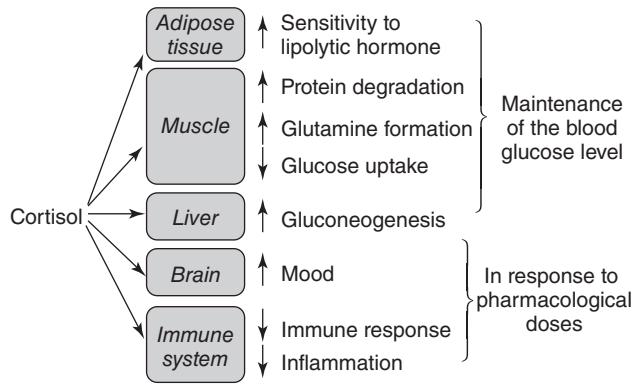 Cortisol
Adipose
tissue
Sensitivity to
lipolytic hormone
Muscle
Protein degradation
Glutamine formation
Glucose uptake
Liver
Gluconeogenesis
Maintenance
of the blood
glucose level
Brain
Mood
Immune
system
Immune response
Inflammation
In response to
pharmacological
doses